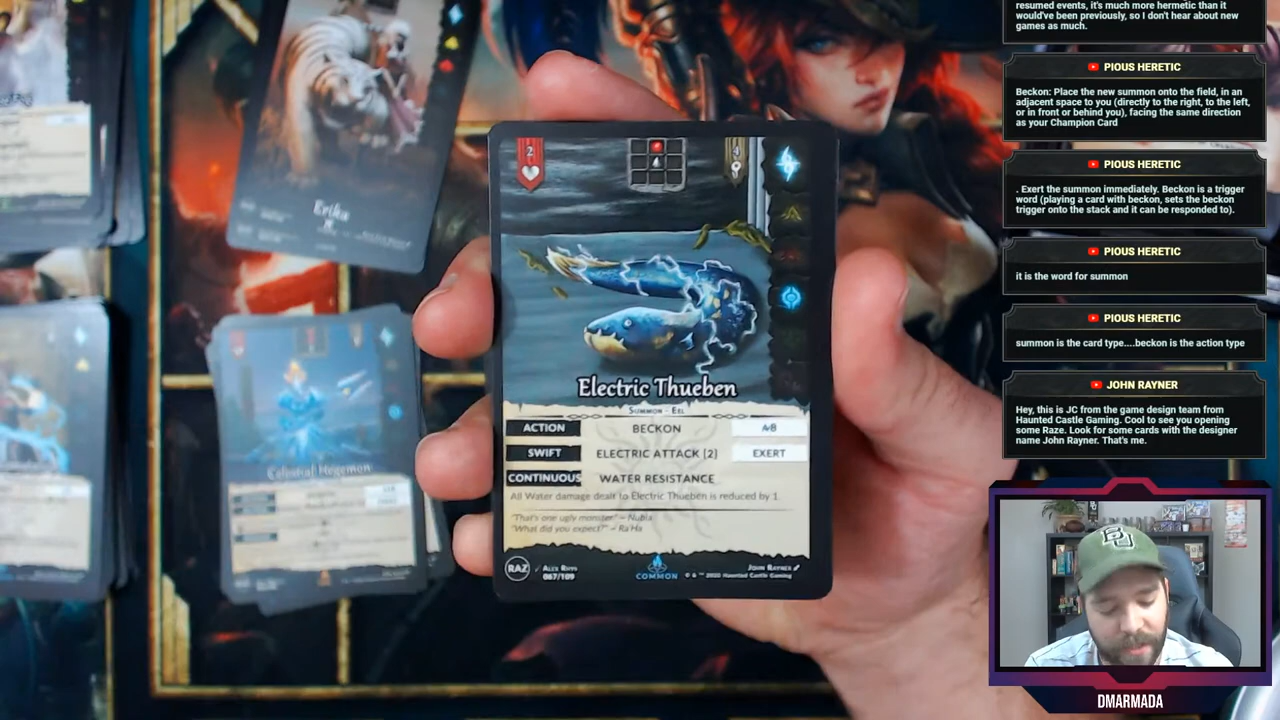 Erika
Celestial Hegemon
2
4
4
Electric Thueben
Summon - Eel
ACTION BECKON A8
SWIFT ELECTRIC ATTACK [2] EXERT
CONTINUOUS WATER RESISTANCE
All Water damage dealt to Electric Thueben is reduced by 1.
"That's one ugly monster." ~ Nubia
"What did you expect?" ~ Ra'Ha
RAZ Alex Rhys COMMON John Rayner
067/109 © & ™ 2020 Haunted Castle Gaming
resumed events, it's much more hermetic than it
would've been previously, so I don't hear about new
games as much.
PIOUS HERETIC
Beckon: Place the new summon onto the field, in an
adjacent space to you (directly to the right, to the left,
or in front or behind you), facing the same direction
as your Champion Card
PIOUS HERETIC
. Exert the summon immediately. Beckon is a trigger
word (playing a card with beckon, sets the beckon
trigger onto the stack and it can be responded to).
PIOUS HERETIC
it is the word for summon
PIOUS HERETIC
summon is the card type....beckon is the action type
JOHN RAYNER
Hey, this is JC from the game design team from
Haunted Castle Gaming. Cool to see you opening
some Raze. Look for some cards with the designer
name John Rayner. That's me.
BU
DMARMADA